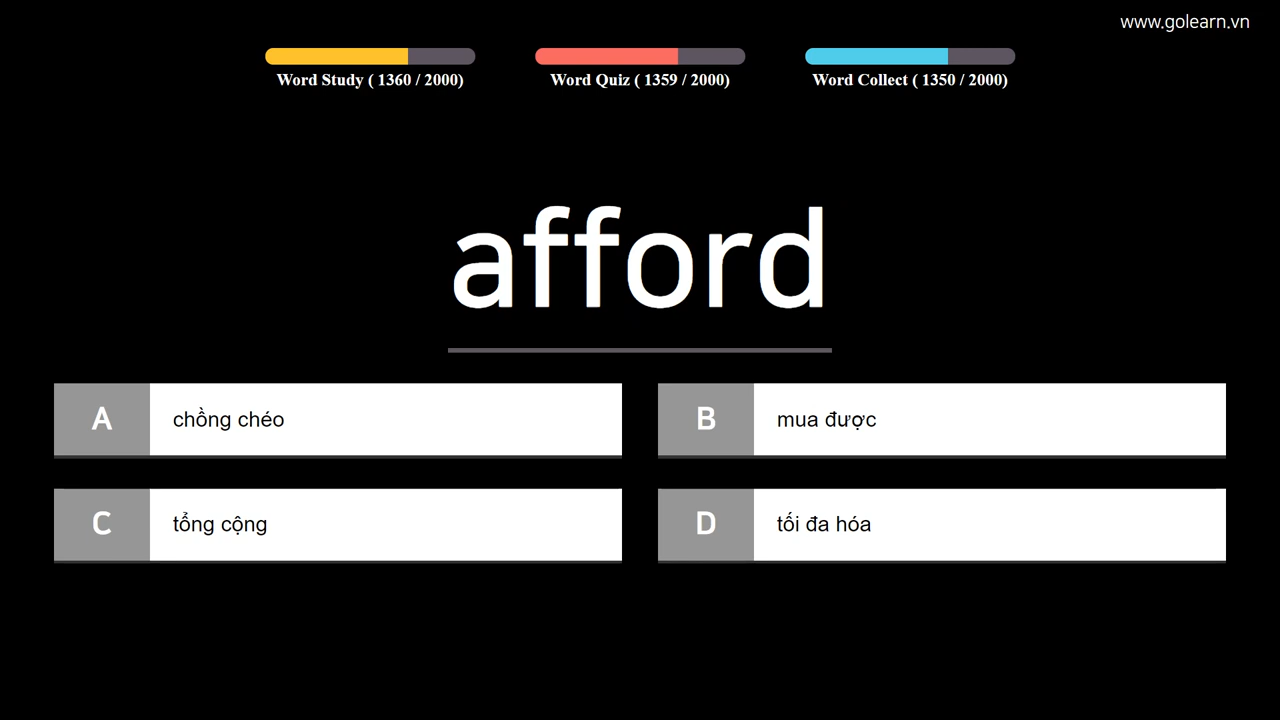 www.golearn.vn
Word Study ( 1360 / 2000)
Word Quiz ( 1359 / 2000)
Word Collect ( 1350 / 2000)
afford
A chồng chéo
B mua được
C tổng cộng
D tối đa hóa